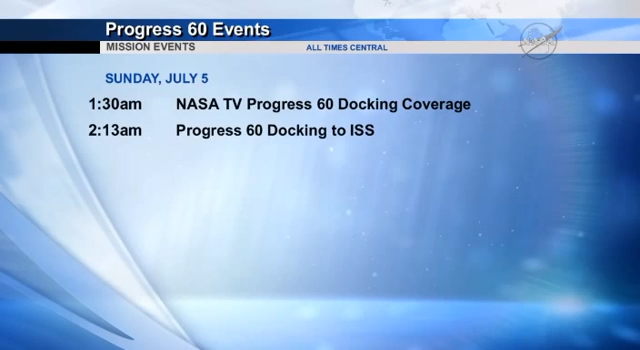 Progress 60 Events
MISSION EVENTS ALL TIMES CENTRAL
SUNDAY, JULY 5
1:30am NASA TV Progress 60 Docking Coverage
2:13am Progress 60 Docking to ISS